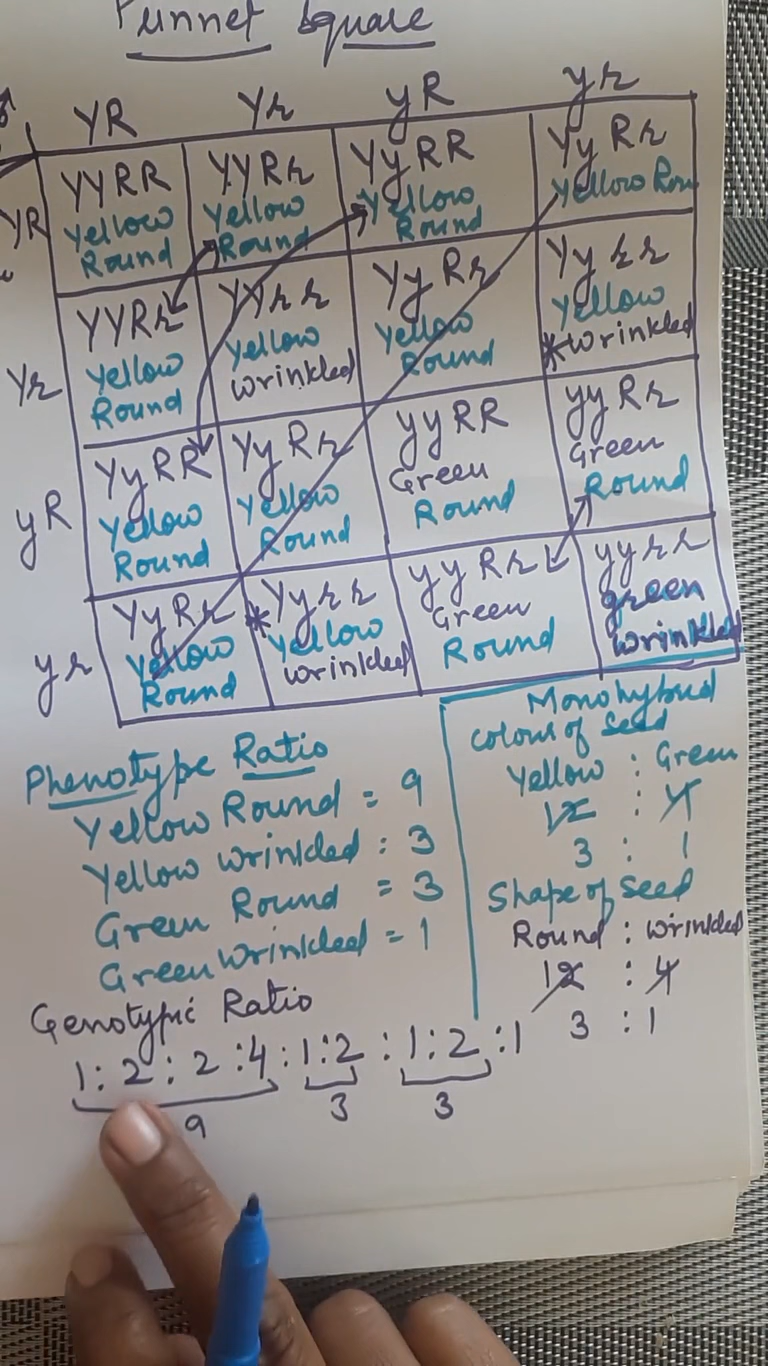 Punnet Square
YR Yr yR yr
YR
YYRR
Yellow
Round
YYRr
Yellow
Round
YyRR
Yellow
Round
YyRr
Yellow Roun
Yr
YYRr
Yellow
Round
YYrr
Yellow
Wrinkled
YyRr
Yellow
Round
Yyrr
Yellow
*Wrinkled
yR
YyRR
Yellow
Round
YyRr
Yellow
Round
yyRR
Green
Round
yyRr
Green
Round
yr
YyRr
Yellow
Round
*Yyrr
Yellow
Wrinkled
yyRr
Green
Round
yyrr
green
wrinkled
Phenotype Ratio
Yellow Round = 9
Yellow Wrinkled : 3
Green Round = 3
Green Wrinkled = 1
Monohybrid
Colour of Seed
Yellow : Green
12 : 4
3 : 1
Shape of Seed
Round : Wrinkled
12 : 4
3 : 1
Genotypic Ratio
1 : 2 : 2 : 4 : 1 : 2 : 1 : 2 : 1
9 3 3